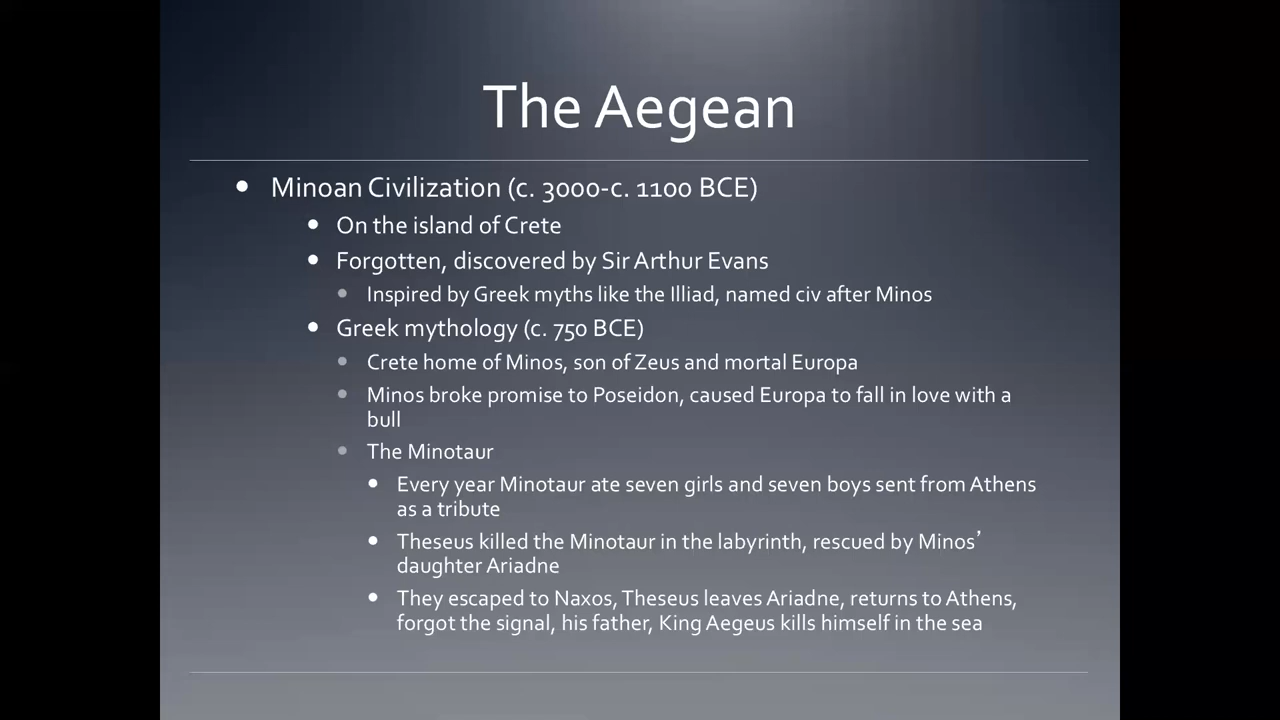 The Aegean
• Minoan Civilization (c. 3000-c. 1100 BCE)
• On the island of Crete
• Forgotten, discovered by Sir Arthur Evans
• Inspired by Greek myths like the Illiad, named civ after Minos
• Greek mythology (c. 750 BCE)
• Crete home of Minos, son of Zeus and mortal Europa
• Minos broke promise to Poseidon, caused Europa to fall in love with a
bull
• The Minotaur
• Every year Minotaur ate seven girls and seven boys sent from Athens
as a tribute
• Theseus killed the Minotaur in the labyrinth, rescued by Minos’
daughter Ariadne
• They escaped to Naxos, Theseus leaves Ariadne, returns to Athens,
forgot the signal, his father, King Aegeus kills himself in the sea